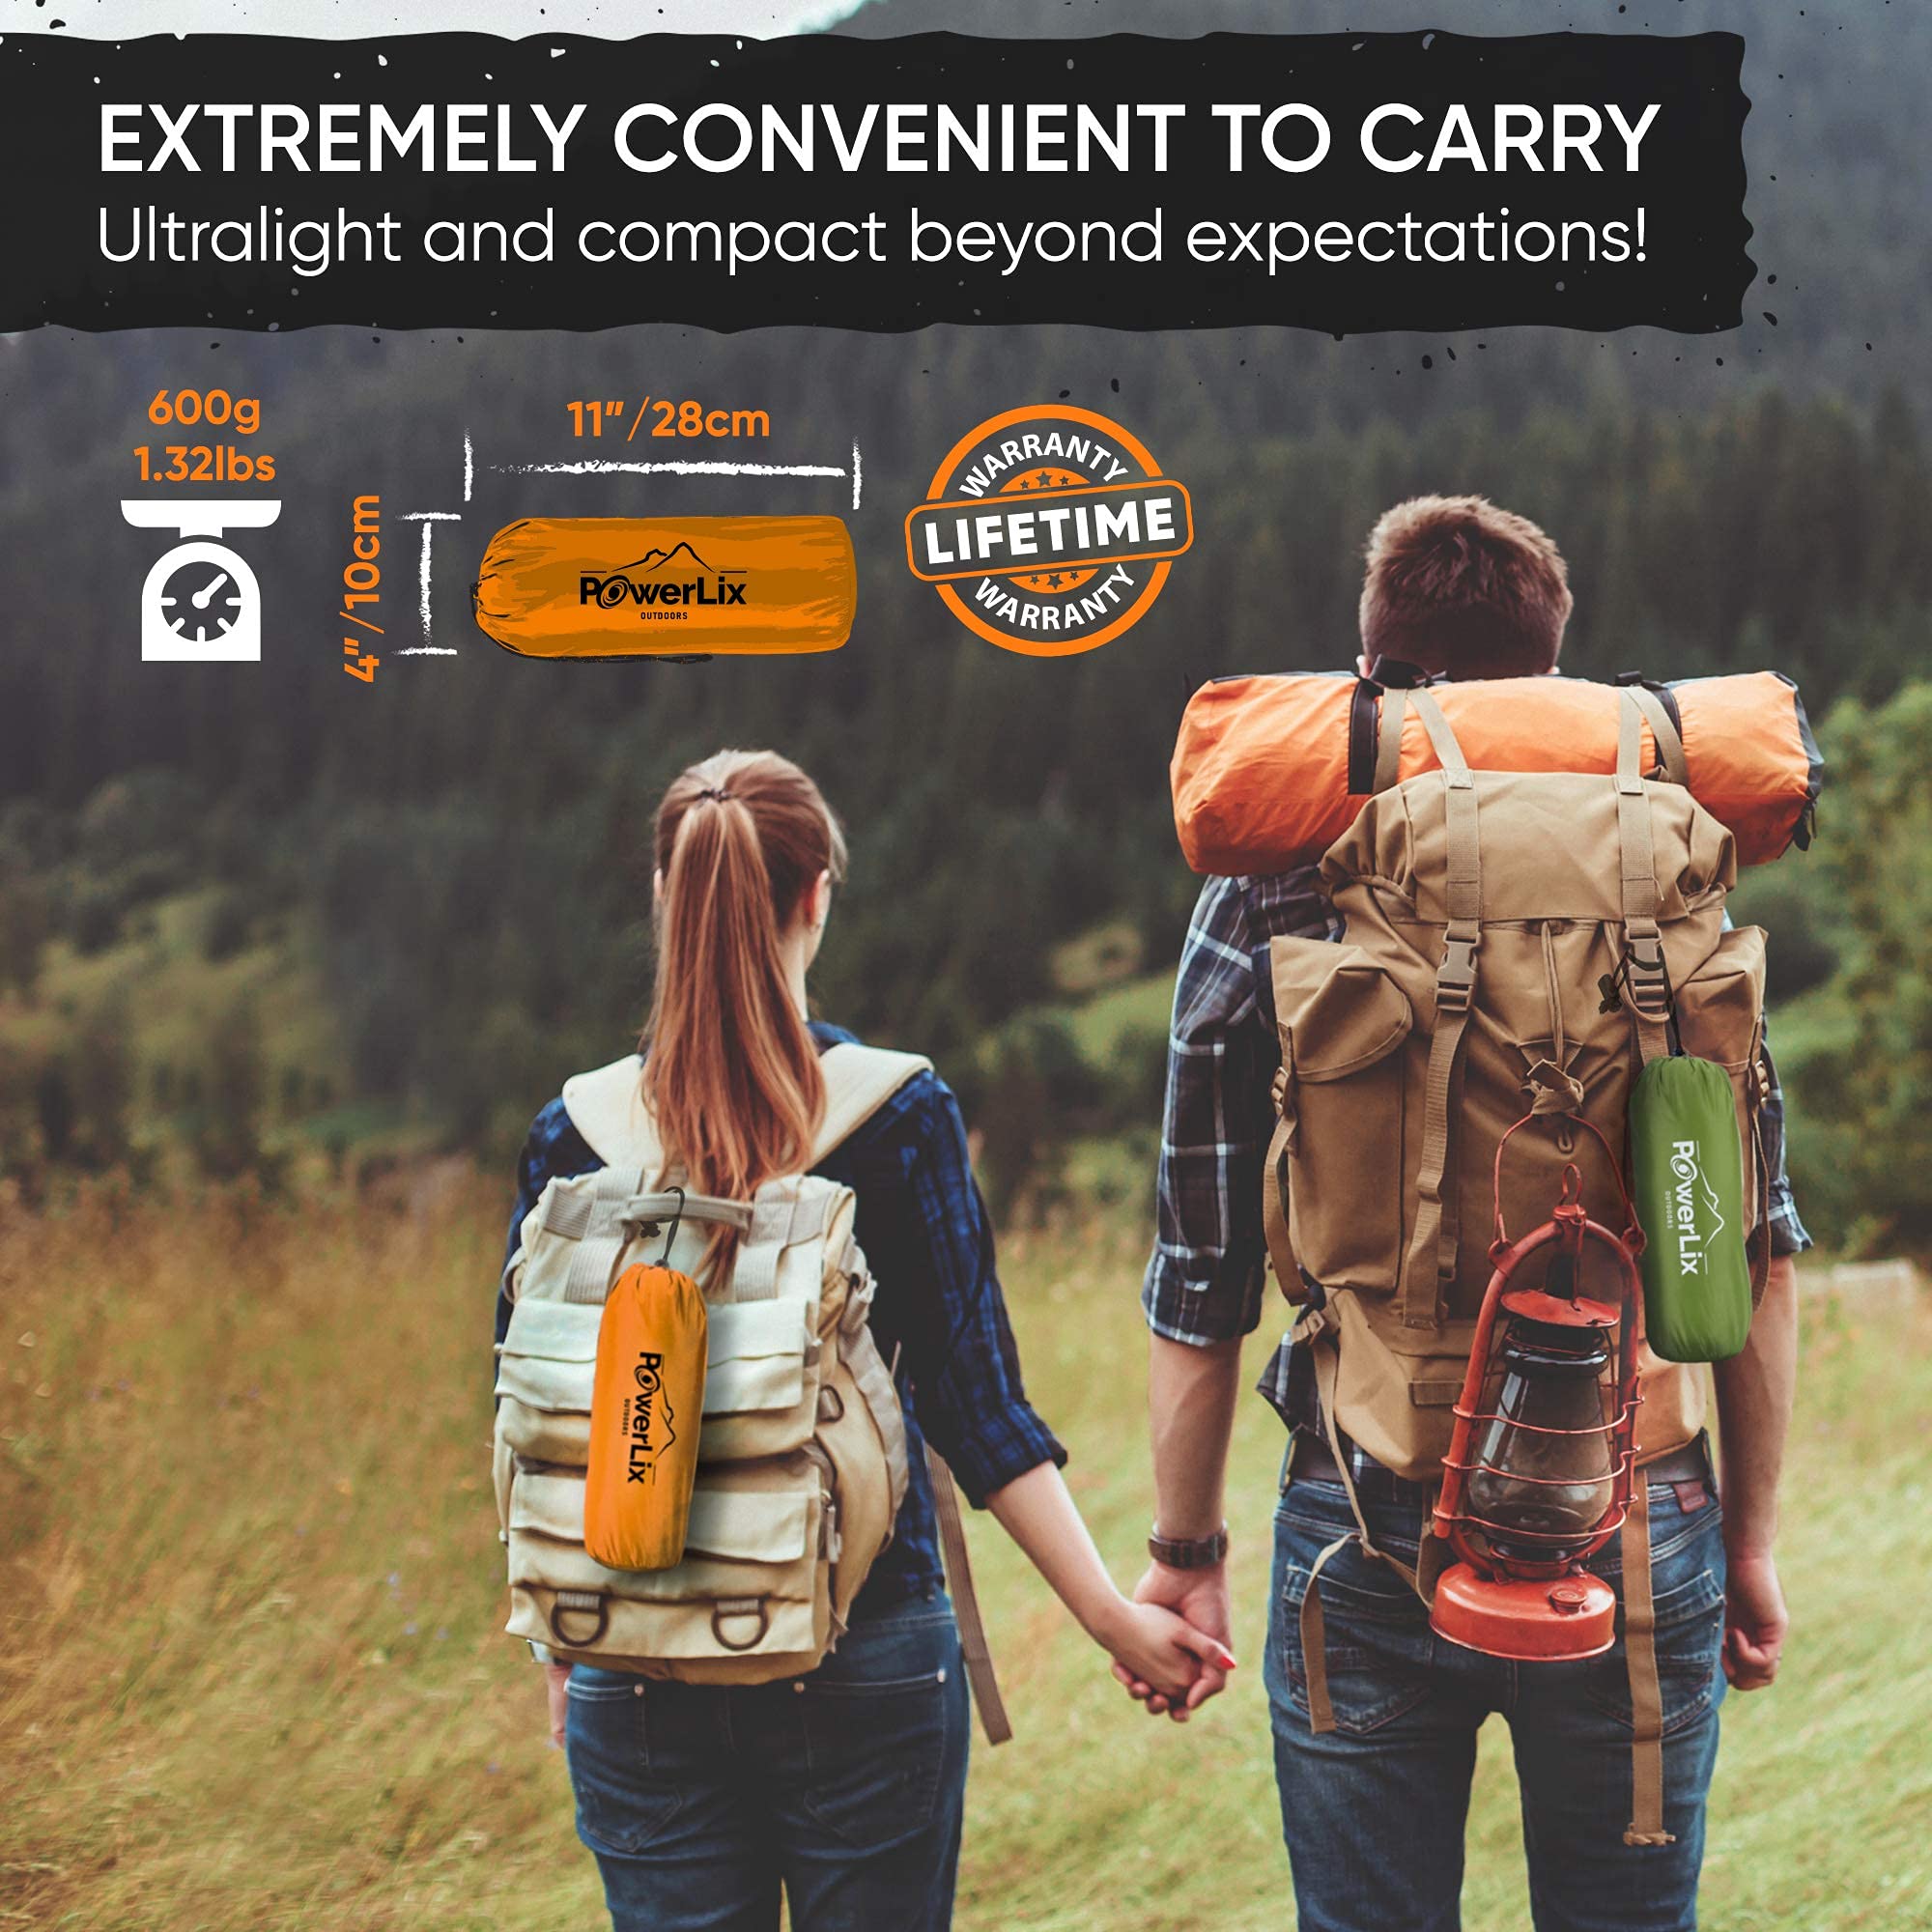 EXTREMELY CONVENIENT TO CARRY
Ultralight and compact beyond expectations!
600g
1.32lbs
11"/28cm
4"/10cm
PowerLix
OUTDOORS
WARRANTY
LIFETIME
WARRANTY
PowerLix
OUTDOORS
PowerLix
OUTDOORS